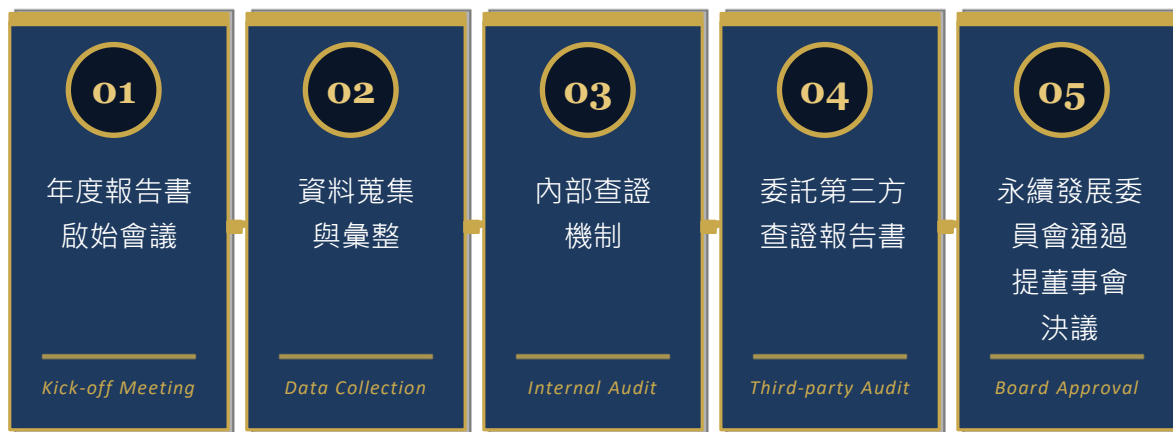 01
年度報告書
啟始會議
Kick-off Meeting
02
資料蒐集
與彙整
Data Collection
03
內部查證
機制
Internal Audit
04
委託第三方
查證報告書
Third-party Audit
05
永續發展委
員會通過
提董事會
決議
Board Approval